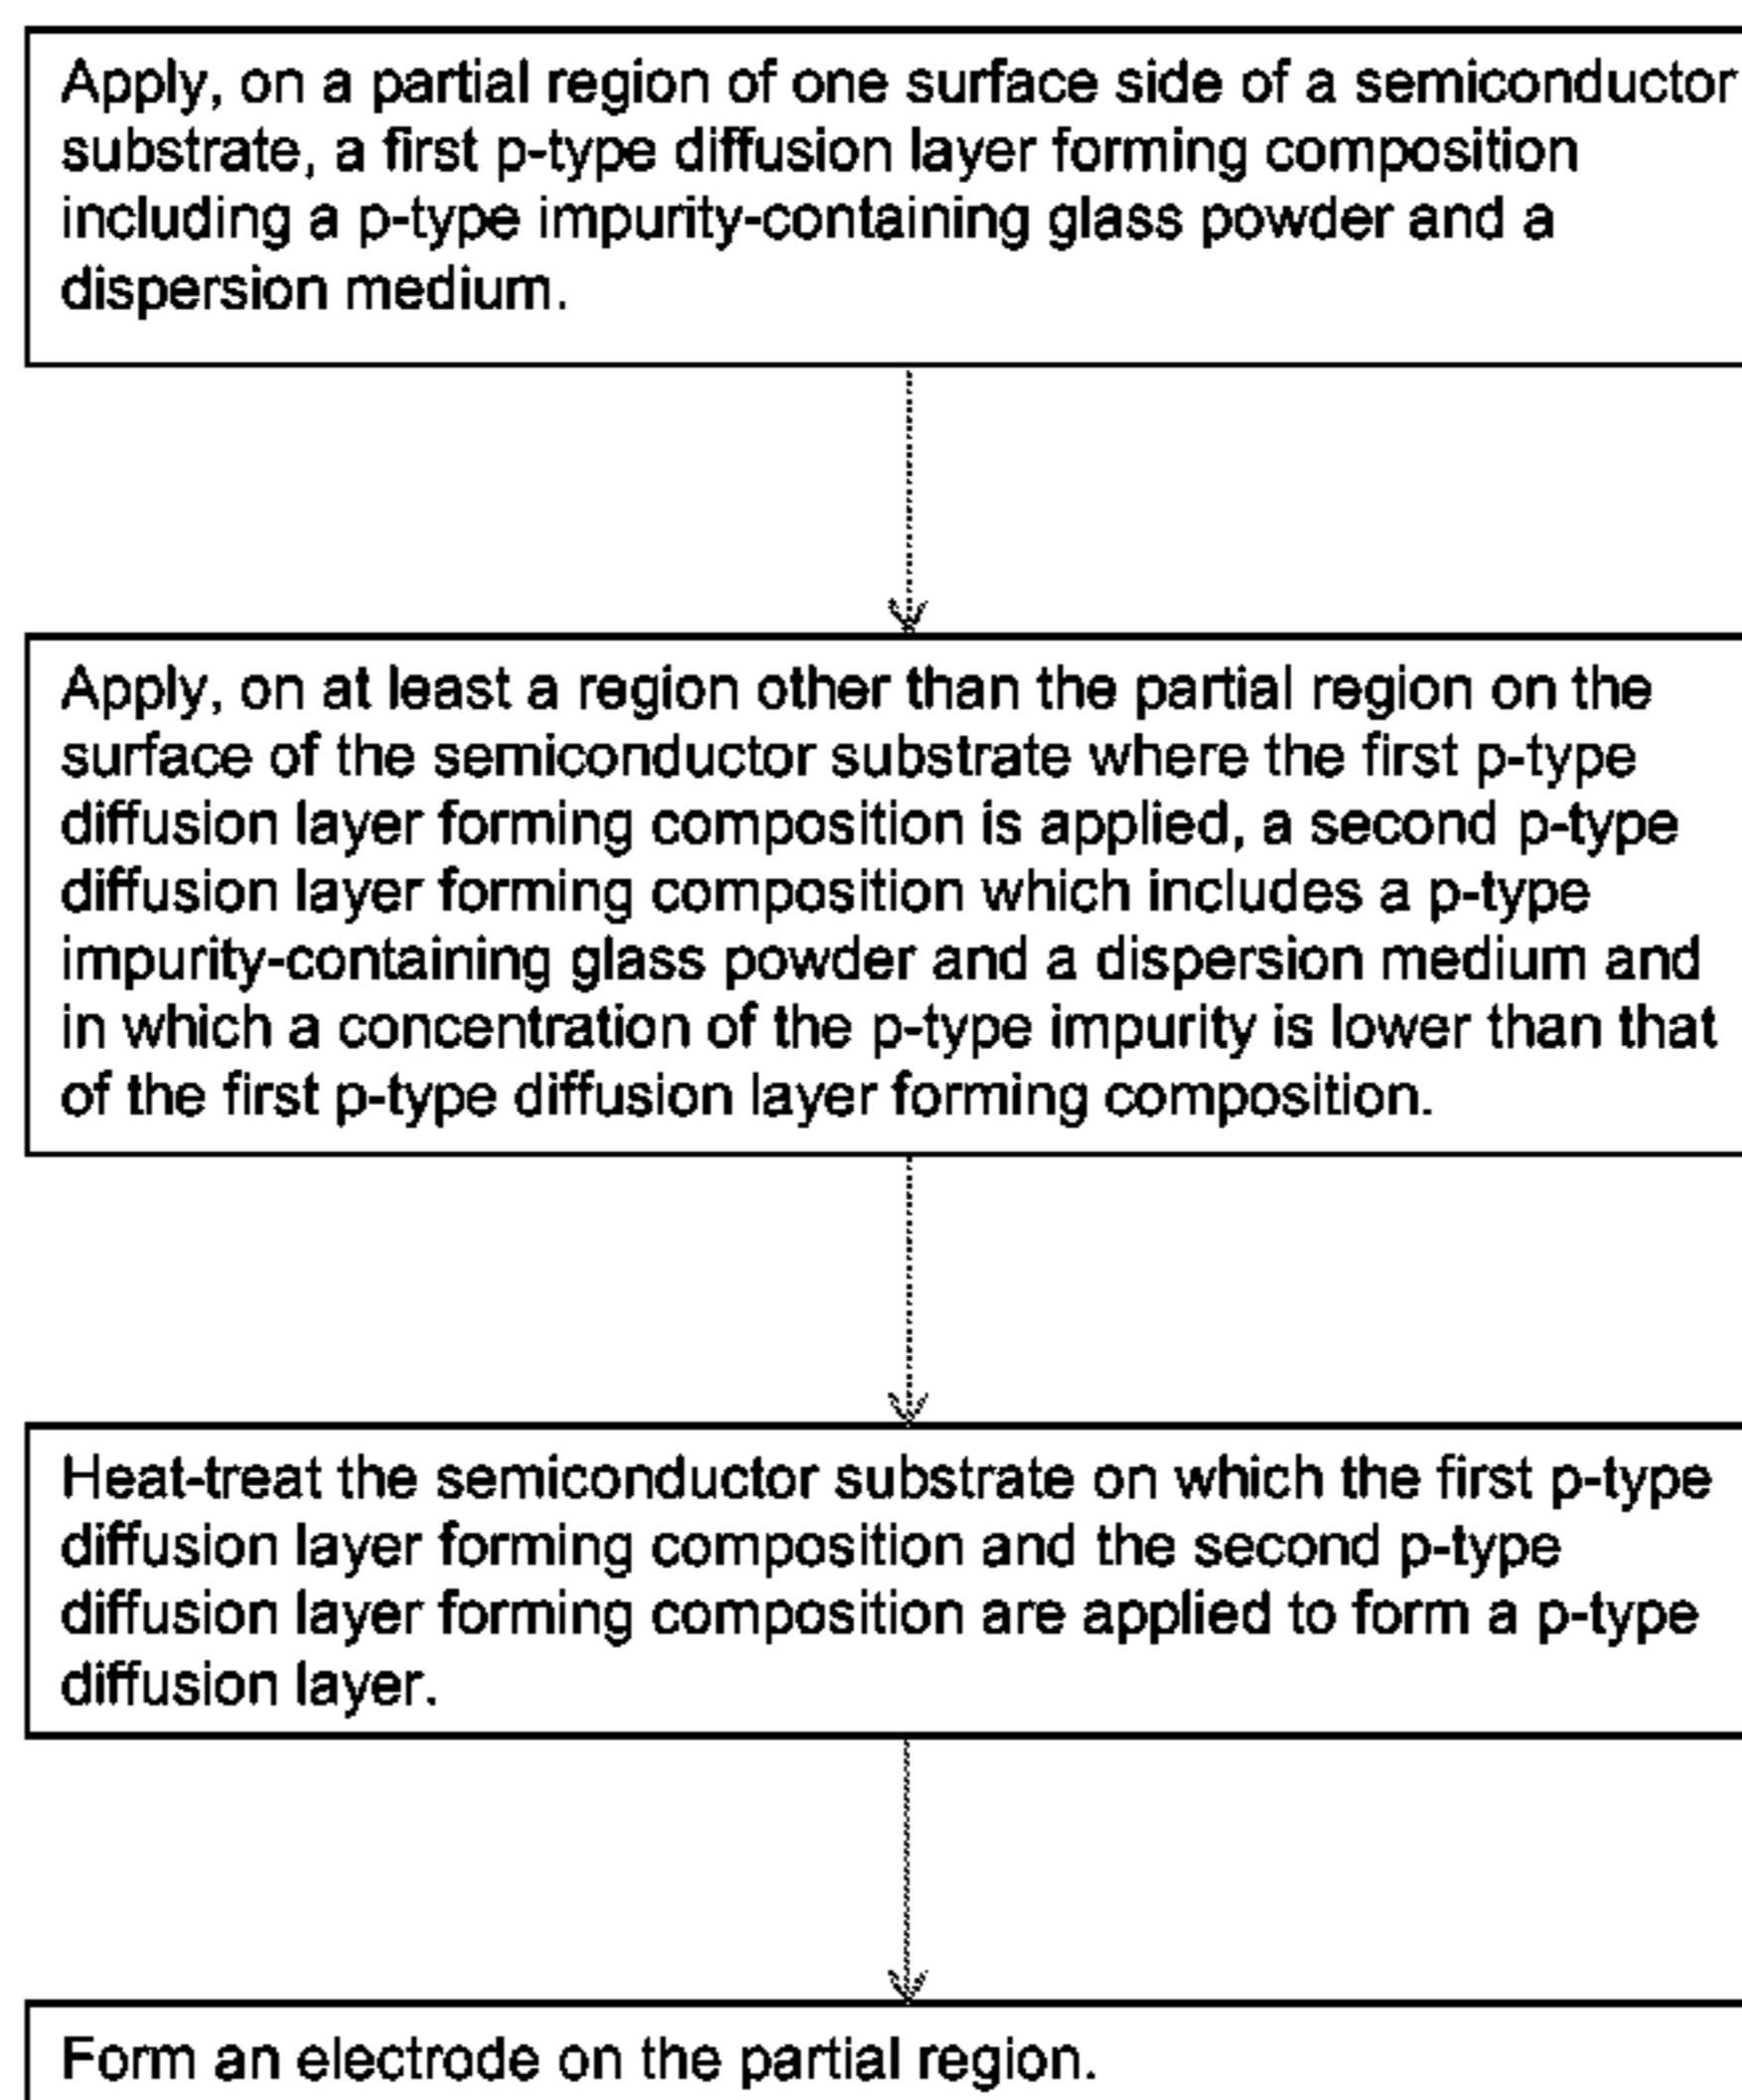 Apply, on a partial region of one surface side of a semiconductor
substrate, a first p-type diffusion layer forming composition
including a p-type impurity-containing glass powder and a
dispersion medium.
Apply, on at least a region other than the partial region on the
surface of the semiconductor substrate where the first p-type
diffusion layer forming composition is applied, a second p-type
diffusion layer forming composition which includes a p-type
impurity-containing glass powder and a dispersion medium and
in which a concentration of the p-type impurity is lower than that
of the first p-type diffusion layer forming composition.
Heat-treat the semiconductor substrate on which the first p-type
diffusion layer forming composition and the second p-type
diffusion layer forming composition are applied to form a p-type
diffusion layer.
Form an electrode on the partial region.